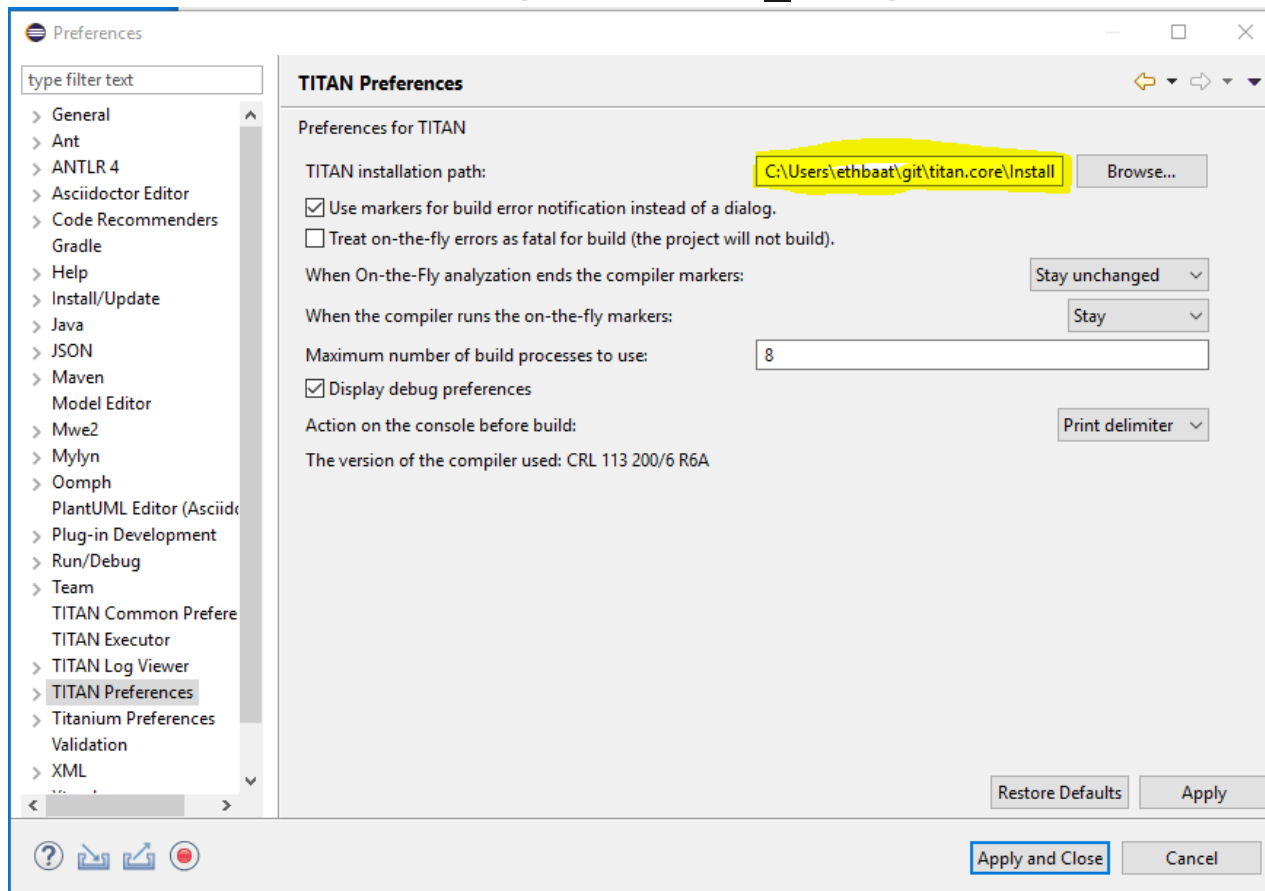 Preferences
type filter text
General
Ant
ANTLR 4
Asciidoctor Editor
Code Recommenders
Gradle
Help
Install/Update
Java
JSON
Maven
Model Editor
Mwe2
Mylyn
Oomph
PlantUML Editor (Asciido
Plug-in Development
Run/Debug
Team
TITAN Common Prefere
TITAN Executor
TITAN Log Viewer
TITAN Preferences
Titanium Preferences
Validation
XML
TITAN Preferences
Preferences for TITAN
TITAN installation path: C:\Users\ethbaat\git\titan.core\Install Browse...
Use markers for build error notification instead of a dialog.
Treat on-the-fly errors as fatal for build (the project will not build).
When On-the-Fly analyzation ends the compiler markers: Stay unchanged
When the compiler runs the on-the-fly markers: Stay
Maximum number of build processes to use: 8
Display debug preferences
Action on the console before build: Print delimiter
The version of the compiler used: CRL 113 200/6 R6A
Restore Defaults Apply
Apply and Close Cancel